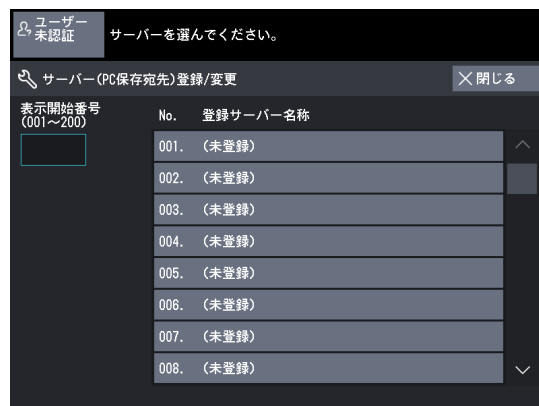 ユーザー
未認証
サーバーを選んでください。
サーバー(PC保存宛先)登録/変更
閉じる
表示開始番号
(001～200)
No. 登録サーバー名称
001. (未登録)
002. (未登録)
003. (未登録)
004. (未登録)
005. (未登録)
006. (未登録)
007. (未登録)
008. (未登録)